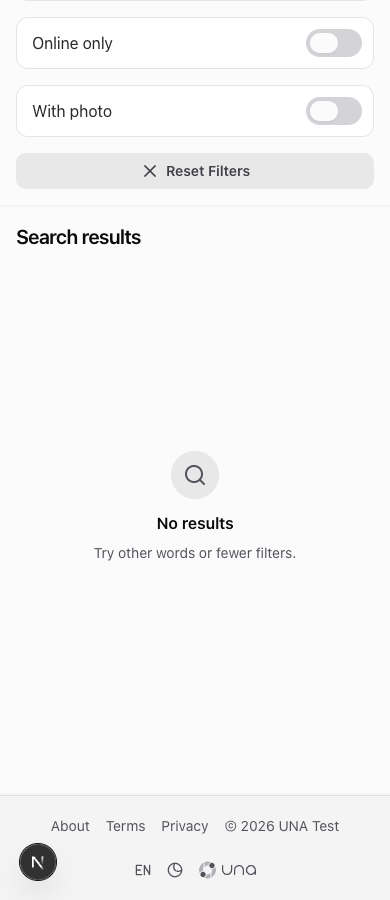 Online only
With photo
Reset Filters
Search results
No results
Try other words or fewer filters.
About Terms Privacy © 2026 UNA Test
N
EN una